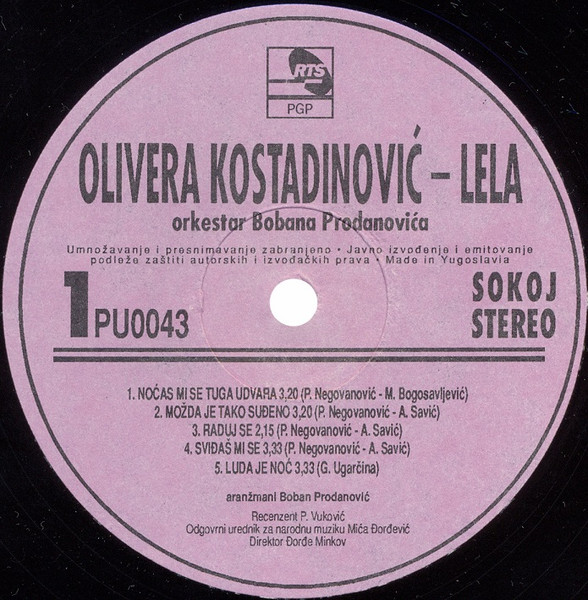 RTS
PGP
OLIVERA KOSTADINOVIĆ – LELA
orkestar Bobana Prodanovića
Umnožavanje i presnimavanje zabranjeno • Javno izvođenje i emitovanje
podleže zaštiti autorskih i izvođačkih prava • Made in Yugoslavia
1 PU0043
SOKOJ
STEREO
1. NOĆAS MI SE TUGA UDVARA 3,20 (P. Negovanović - M. Bogosavljević)
2. MOŽDA JE TAKO SUĐENO 3,20 (P. Negovanović - A. Savić)
3. RADUJ SE 2,15 (P. Negovanović - A. Savić)
4. SVIĐAŠ MI SE 3,33 (P. Negovanović - A. Savić)
5. LUDA JE NOĆ 3,33 (G. Ugarčina)
aranžmani Boban Prodanović
Recenzent P. Vuković
Odgovrni urednik za narodnu muziku Mića Đorđević
Direktor Đorđe Minkov